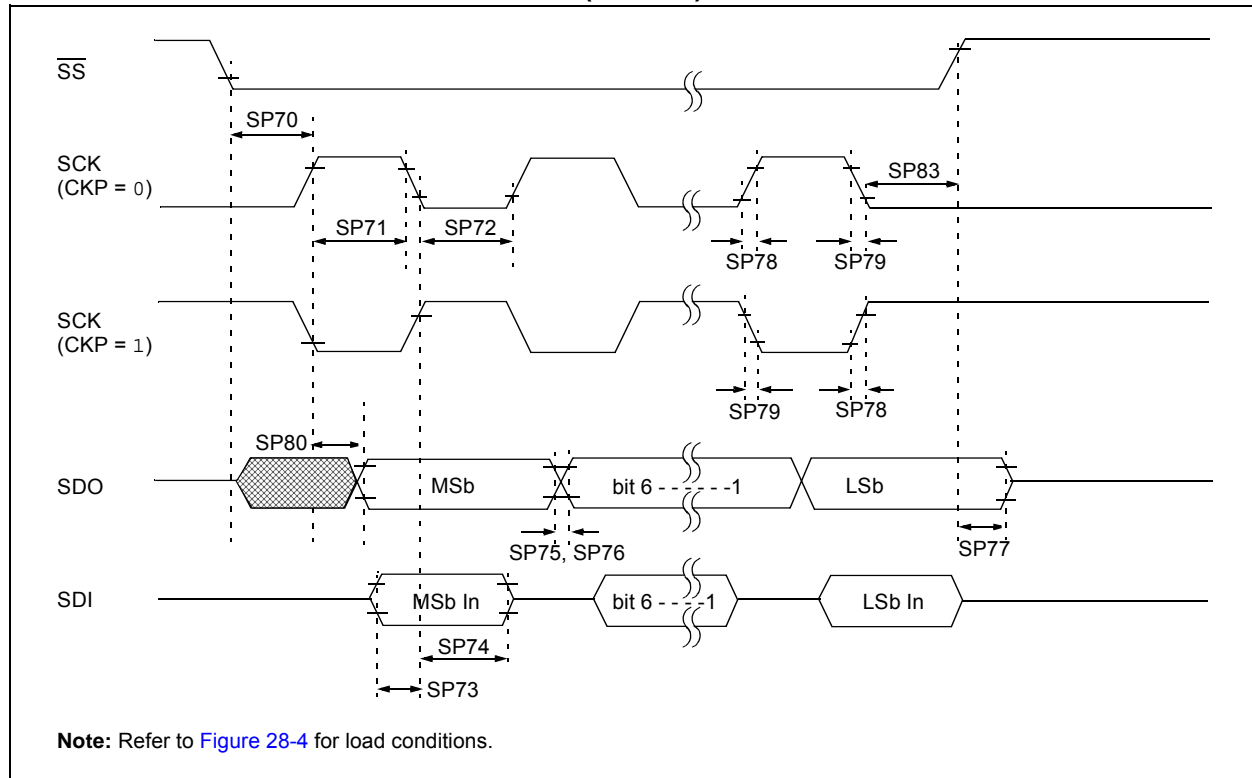 SS
SP70
SCK
(CKP = 0)
SP83
SP71
SP72
SP78
SP79
SCK
(CKP = 1)
SP79
SP78
SP80
SDO
MSb
bit 6 - - - - - -1
LSb
SP75, SP76
SP77
SDI
MSb In
bit 6 - - - - -1
LSb In
SP74
SP73
Note: Refer to Figure 28-4 for load conditions.